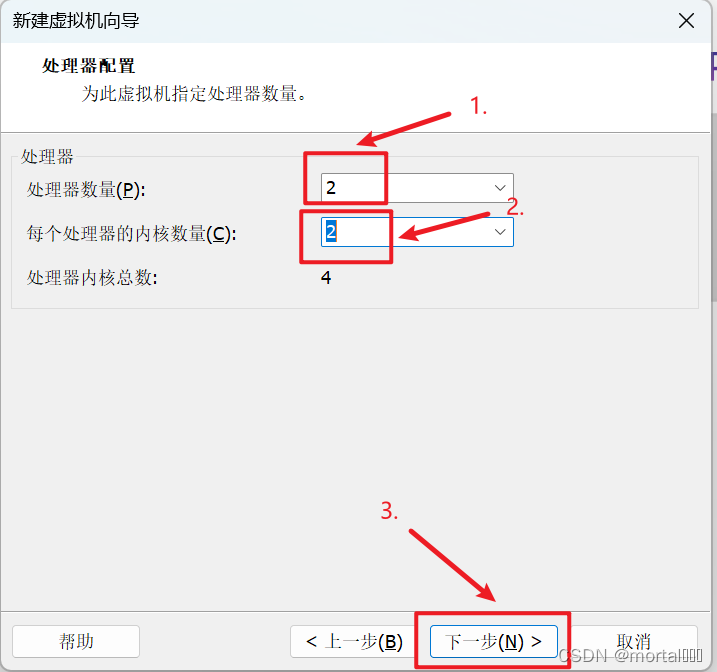 新建虚拟机向导
处理器配置
为此虚拟机指定处理器数量。
1.
处理器
处理器数量(P): 2
2.
每个处理器的内核数量(C): 2
处理器内核总数: 4
3.
帮助 < 上一步(B) 下一步(N) > 取消
CSDN @mortal